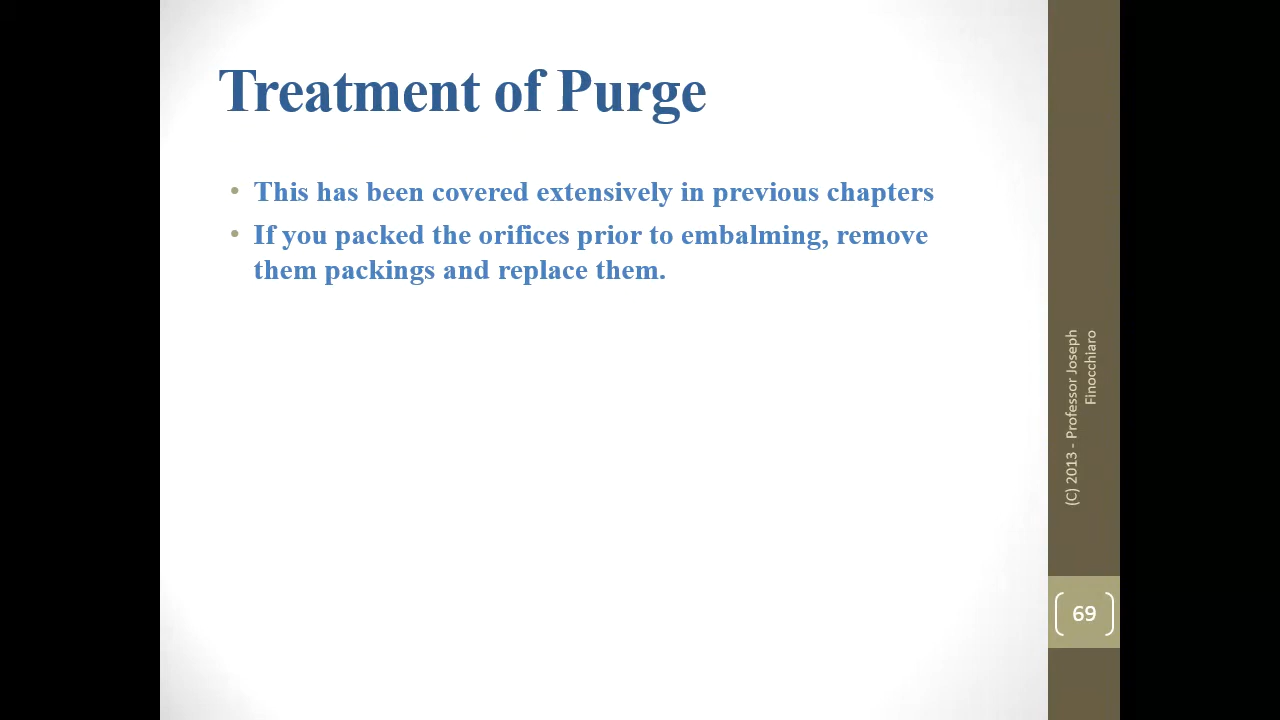 Treatment of Purge
• This has been covered extensively in previous chapters
• If you packed the orifices prior to embalming, remove
them packings and replace them.
(C) 2013 - Professor Joseph
Finocchiaro
69